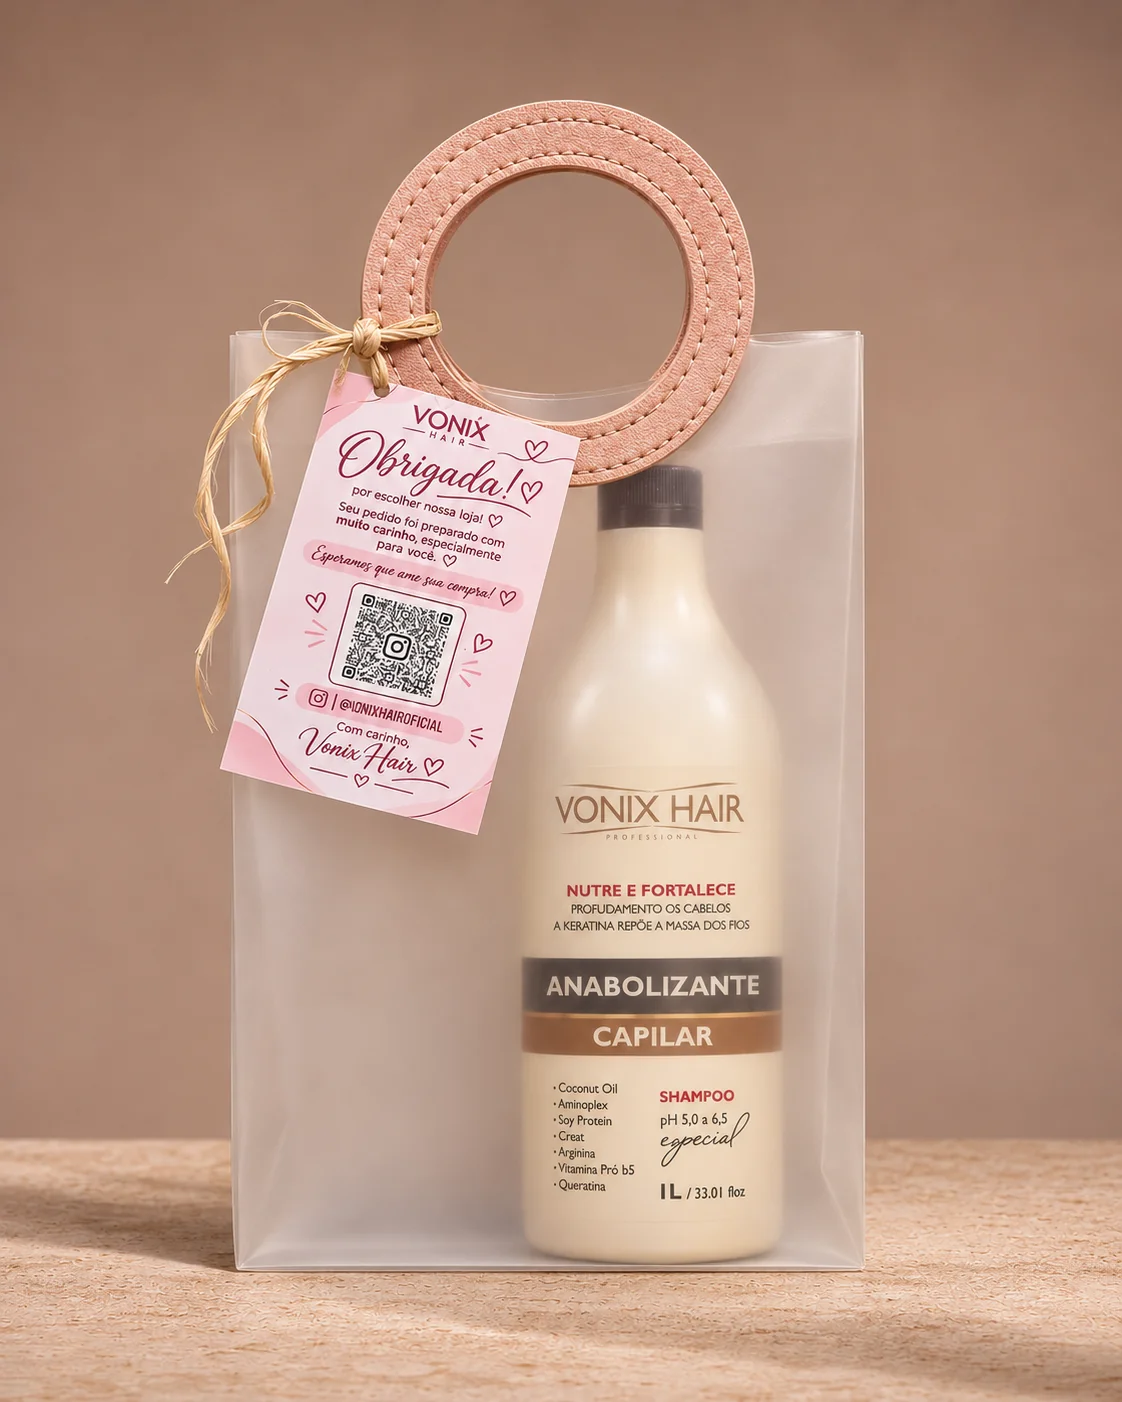 VONIX
HAIR
Obrigada!
por escolher nossa loja!
Seu pedido foi preparado com
muito carinho, especialmente
para você.
Esperamos que ame sua compra!
@VONIXHAIROFICIAL
Com carinho,
Vonix Hair
VONIX HAIR
PROFESSIONAL
NUTRE E FORTALECE
PROFUDAMENTO OS CABELOS
A KERATINA REPÕE A MASSA DOS FIOS
ANABOLIZANTE
CAPILAR
• Coconut Oil
• Aminoplex
• Soy Protein
• Creat
• Arginina
• Vitamina Pró b5
• Queratina
SHAMPOO
pH 5,0 a 6,5
especial
1L / 33.01 floz